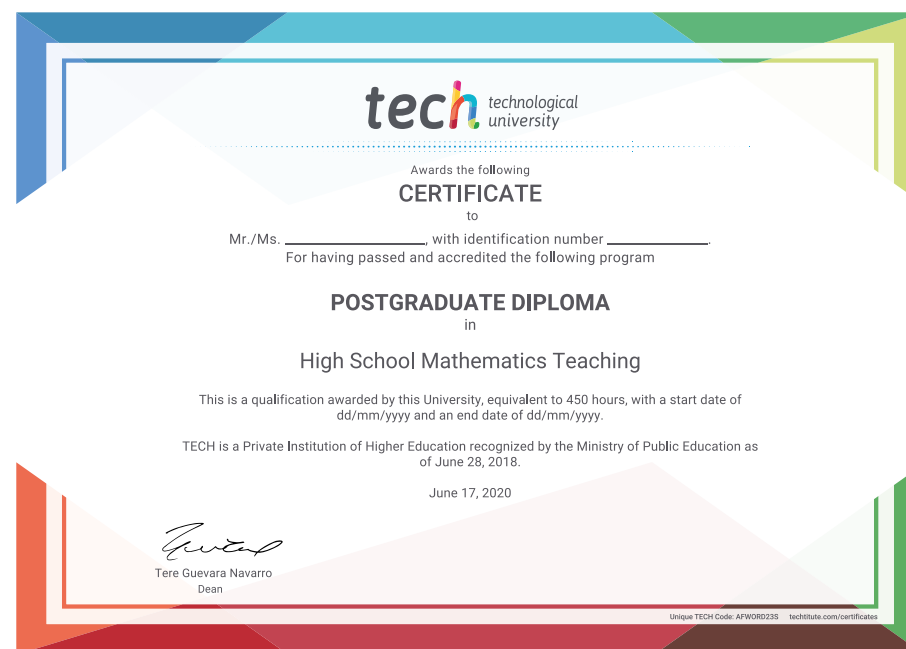 tech technological
university
Awards the following
CERTIFICATE
to
Mr./Ms. ____________________, with identification number ______________.
For having passed and accredited the following program
POSTGRADUATE DIPLOMA
in
High School Mathematics Teaching
This is a qualification awarded by this University, equivalent to 450 hours, with a start date of
dd/mm/yyyy and an end date of dd/mm/yyyy.
TECH is a Private Institution of Higher Education recognized by the Ministry of Public Education as
of June 28, 2018.
June 17, 2020
Tere Guevara Navarro
Dean
Unique TECH Code: AFWORD23S techtitute.com/certificates